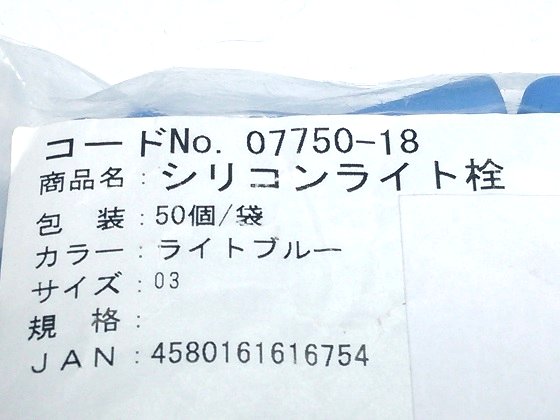 コードNo. 07750-18
商品名:シリコンライト栓
包 装:50個/袋
カラー:ライトブルー
サイズ:03
規 格:
JAN:4580161616754